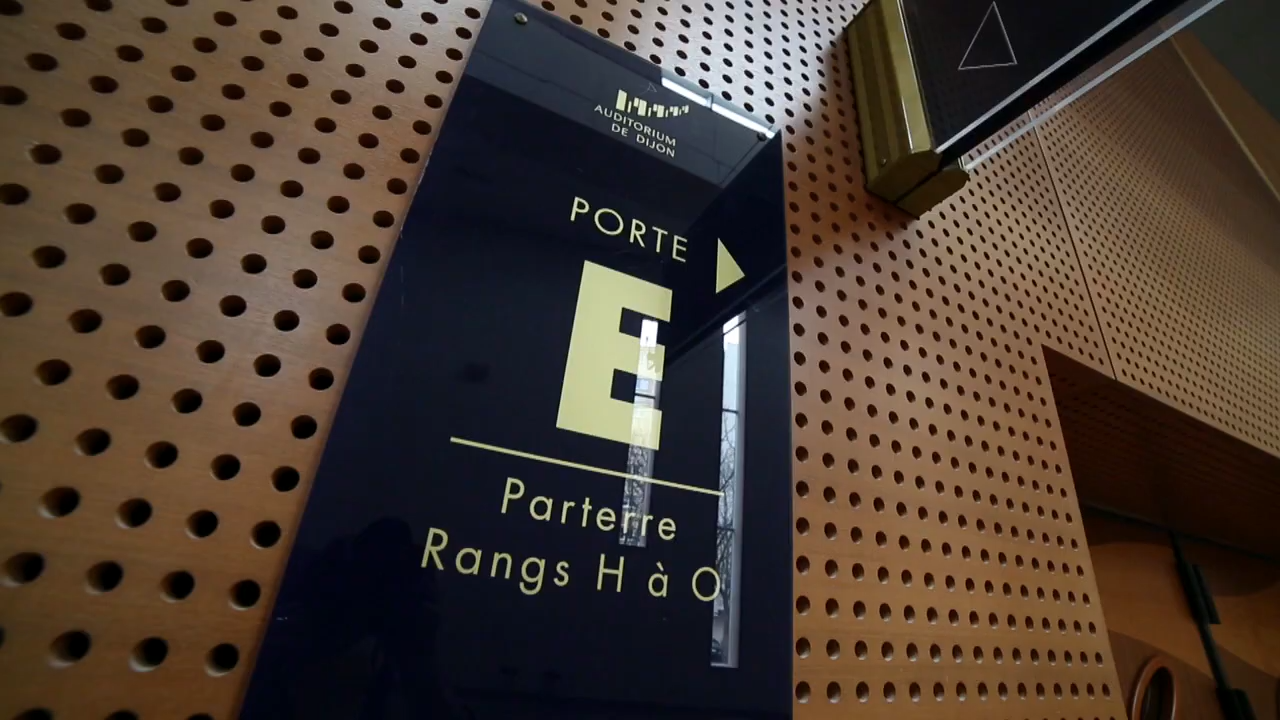 AUDITORIUM
DE DIJON
PORTE
E
Parterre
Rangs H à O